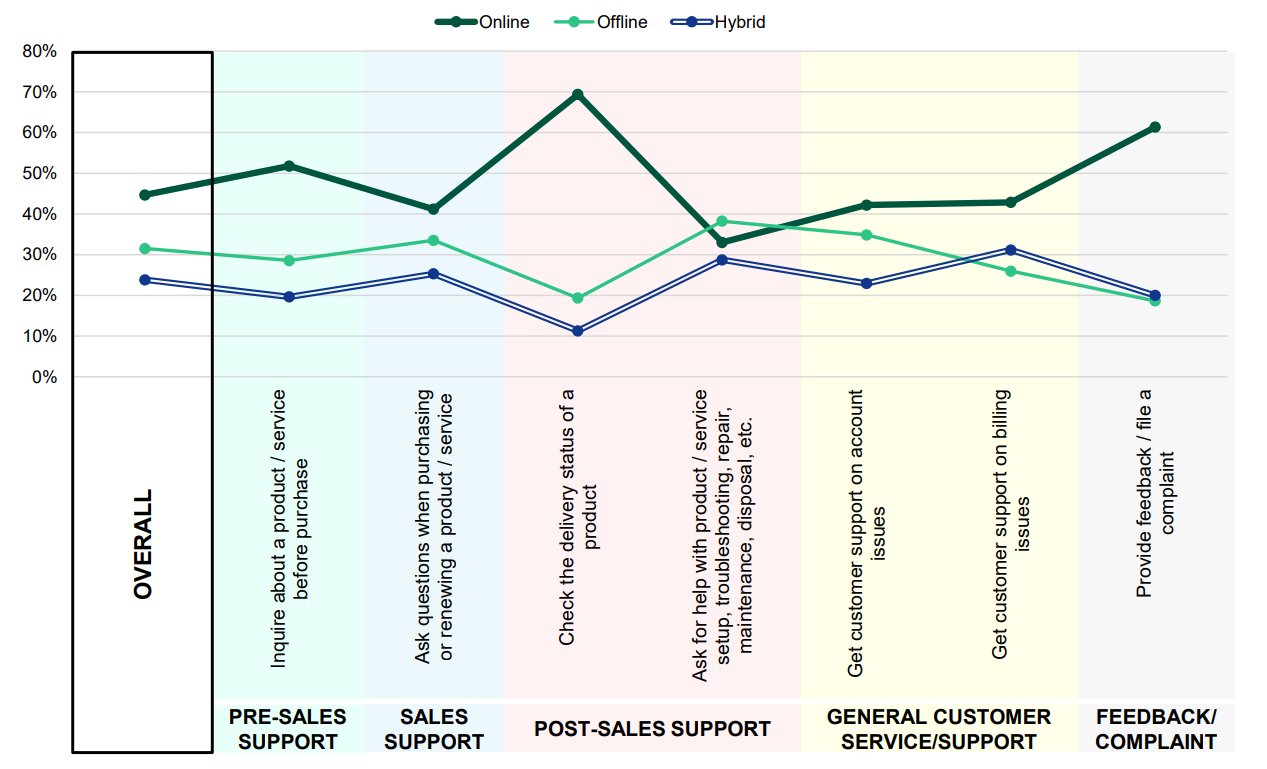 Online Offline Hybrid
80%
70%
60%
50%
40%
30%
20%
10%
0%
OVERALL
Inquire about a product / service
before purchase
Ask questions when purchasing
or renewing a product / service
Check the delivery status of a
product
Ask for help with product / service
setup, troubleshooting, repair,
maintenance, disposal, etc.
Get customer support on account
issues
Get customer support on billing
issues
Provide feedback / file a
complaint
PRE-SALES
SUPPORT
SALES
SUPPORT
POST-SALES SUPPORT
GENERAL CUSTOMER
SERVICE/SUPPORT
FEEDBACK/
COMPLAINT